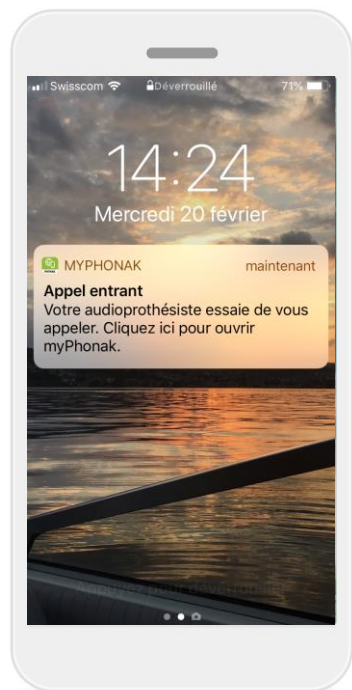 Swisscom Déverrouillé 71%
14:24
Mercredi 20 février
MYPHONAK maintenant
Appel entrant
Votre audioprothésiste essaie de vous
appeler. Cliquez ici pour ouvrir
myPhonak.